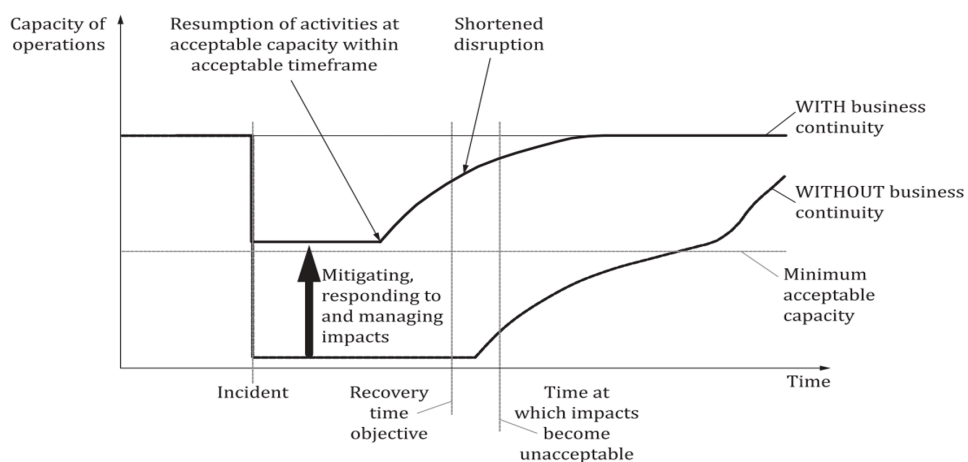 Capacity of
operations
Resumption of activities at
acceptable capacity within
acceptable timeframe
Shortened
disruption
WITH business
continuity
WITHOUT business
continuity
Mitigating,
responding to
and managing
impacts
Minimum
acceptable
capacity
Time
Incident
Recovery
time
objective
Time at
which impacts
become
unacceptable